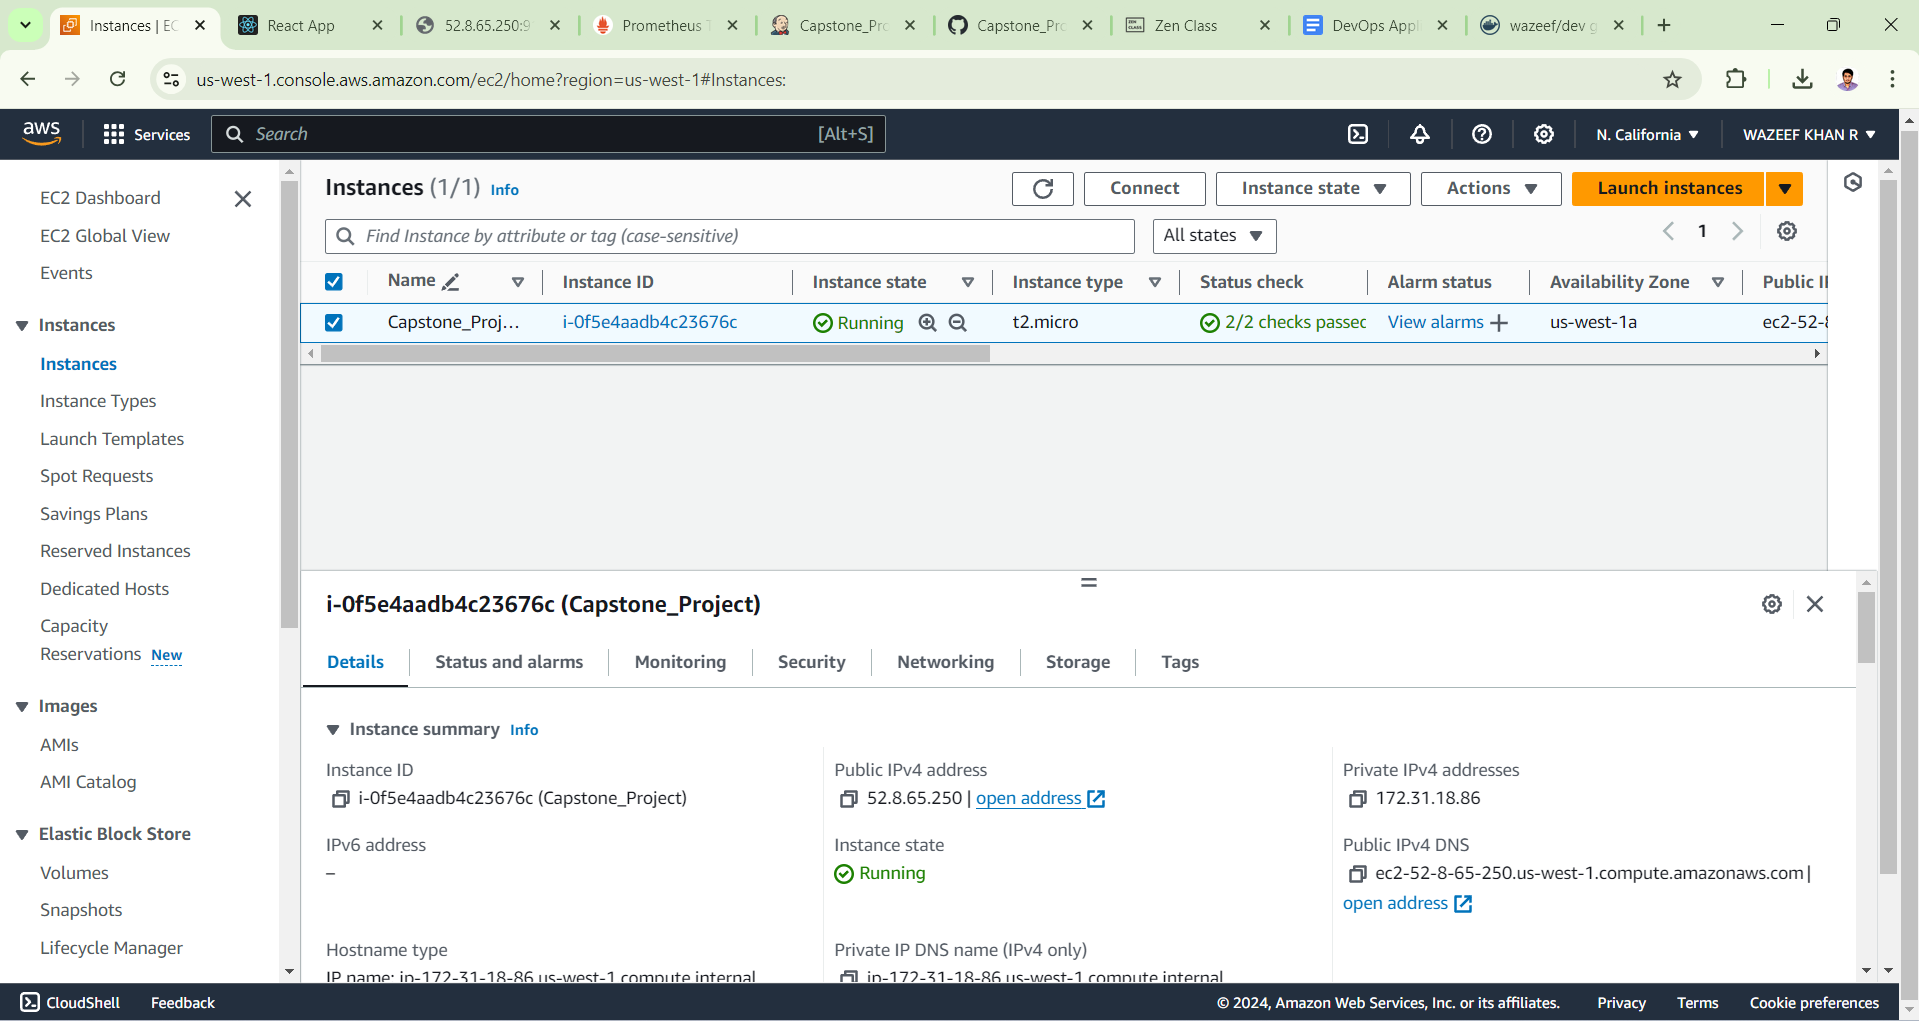 Instances | EC
React App
52.8.65.250:9
Prometheus T
Capstone_Pro
Capstone_Pro
Zen Class
DevOps Appl
wazeef/dev g
us-west-1.console.aws.amazon.com/ec2/home?region=us-west-1#Instances:
aws
Services
Search
[Alt+S]
N. California
WAZEEF KHAN R
EC2 Dashboard
EC2 Global View
Events
Instances
Instances
Instance Types
Launch Templates
Spot Requests
Savings Plans
Reserved Instances
Dedicated Hosts
Capacity
Reservations New
Images
AMIs
AMI Catalog
Elastic Block Store
Volumes
Snapshots
Lifecycle Manager
Instances (1/1) Info
Connect
Instance state
Actions
Launch instances
Find Instance by attribute or tag (case-sensitive)
All states
1
Name
Instance ID
Instance state
Instance type
Status check
Alarm status
Availability Zone
Public IP
Capstone_Proj...
i-0f5e4aadb4c23676c
Running
t2.micro
2/2 checks passed
View alarms
us-west-1a
ec2-52-8
i-0f5e4aadb4c23676c (Capstone_Project)
Details
Status and alarms
Monitoring
Security
Networking
Storage
Tags
Instance summary Info
Instance ID
i-0f5e4aadb4c23676c (Capstone_Project)
Public IPv4 address
52.8.65.250 | open address
Private IPv4 addresses
172.31.18.86
IPv6 address
–
Instance state
Running
Public IPv4 DNS
ec2-52-8-65-250.us-west-1.compute.amazonaws.com |
open address
Hostname type
IP name: ip-172-31-18-86.us-west-1.compute.internal
Private IP DNS name (IPv4 only)
ip-172-31-18-86.us-west-1.compute.internal
CloudShell
Feedback
© 2024, Amazon Web Services, Inc. or its affiliates.
Privacy
Terms
Cookie preferences